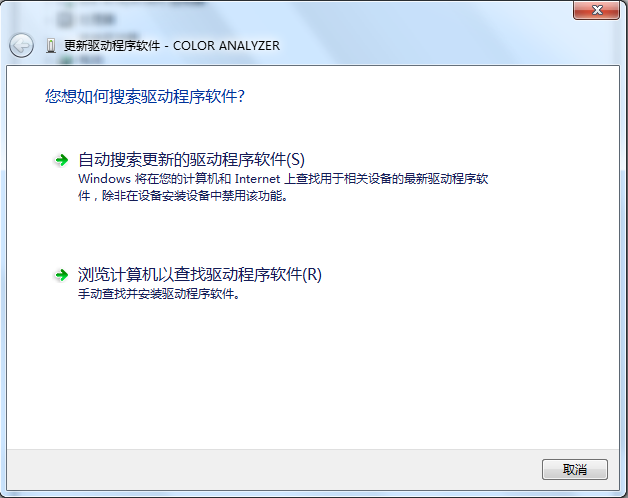 更新驱动程序软件 - COLOR ANALYZER
您想如何搜索驱动程序软件?
自动搜索更新的驱动程序软件(S)
Windows 将在您的计算机和 Internet 上查找用于相关设备的最新驱动程序软
件，除非在设备安装设备中禁用该功能。
浏览计算机以查找驱动程序软件(R)
手动查找并安装驱动程序软件。
取消